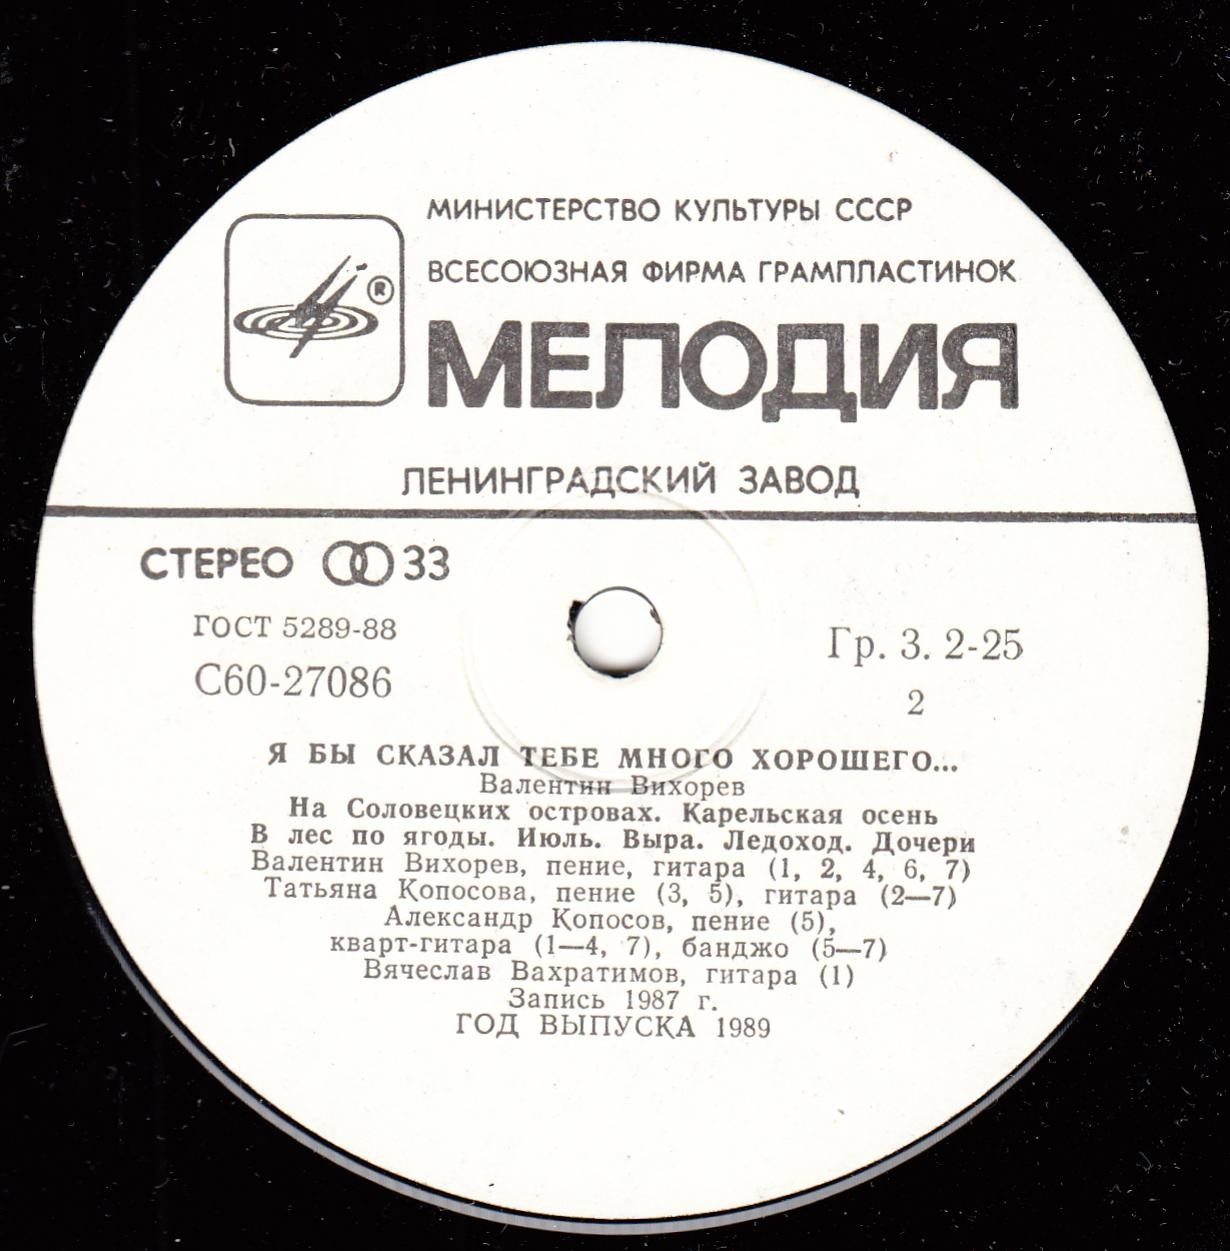 МИНИСТЕРСТВО КУЛЬТУРЫ СССР
ВСЕСОЮЗНАЯ ФИРМА ГРАМПЛАСТИНОК
®
МЕЛОДИЯ
ЛЕНИНГРАДСКИЙ ЗАВОД
СТЕРЕО 33
ГОСТ 5289-88
С60-27086
Гр. 3. 2-25
2
Я БЫ СКАЗАЛ ТЕБЕ МНОГО ХОРОШЕГО...
Валентин Вихорев
На Соловецких островах. Карельская осень
В лес по ягоды. Июль. Выра. Ледоход. Дочери
Валентин Вихорев, пение, гитара (1, 2, 4, 6, 7)
Татьяна Копосова, пение (3, 5), гитара (2—7)
Александр Копосов, пение (5),
кварт-гитара (1—4, 7), банджо (5—7)
Вячеслав Вахратимов, гитара (1)
Запись 1987 г.
ГОД ВЫПУСКА 1989